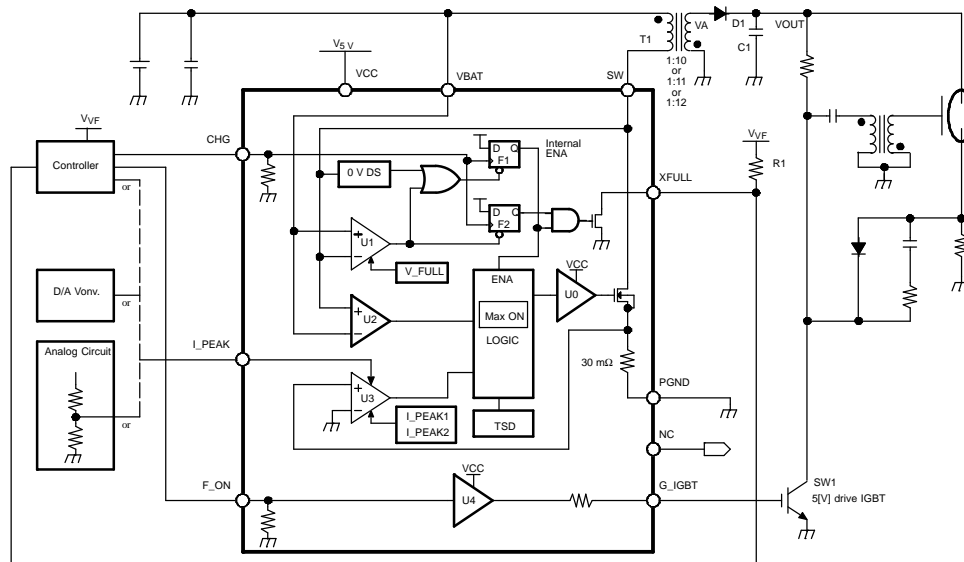 T1
VA
D1
VOUT
C1
V5 V
VCC
VBAT
SW
1:10
or
1:11
or
1:12
VVF
CHG
Controller
or
D Q
F1
Internal
ENA
0 V DS
VVF
R1
XFULL
D Q
F2
+
U1
−
V_FULL
ENA
VCC
U0
D/A Vonv.
or
+
U2
−
Max ON
LOGIC
I_PEAK
Analog Circuit
30 mΩ
+
U3
−
PGND
I_PEAK1
I_PEAK2
TSD
or
NC
VCC
F_ON
U4
G_IGBT
SW1
5[V] drive IGBT